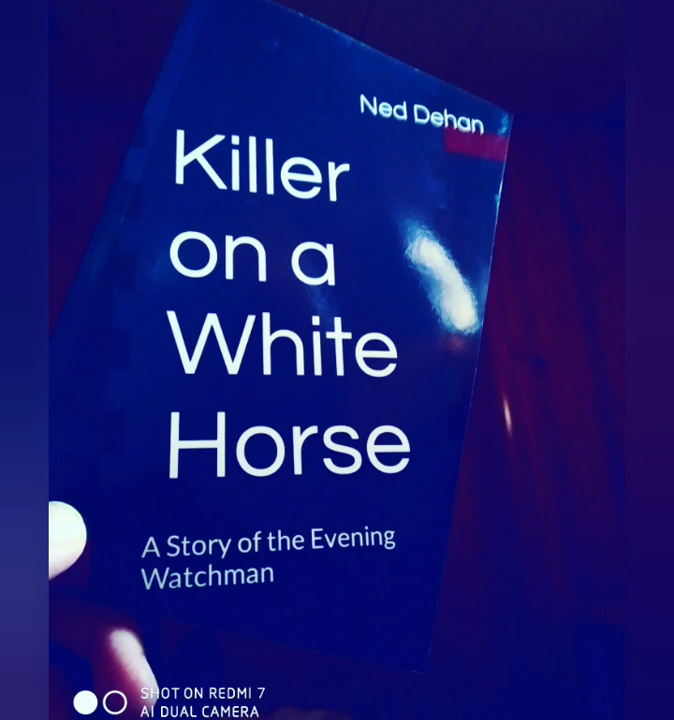 Ned Dehan
Killer
on a
White
Horse
A Story of the Evening
Watchman
SHOT ON REDMI 7
AI DUAL CAMERA